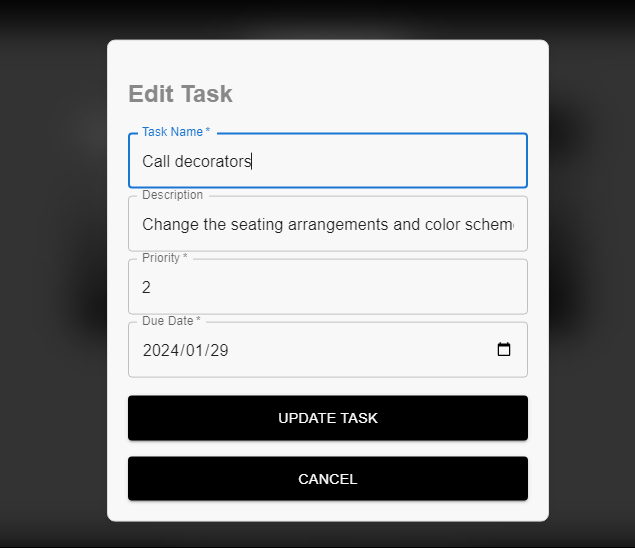 Edit Task
Task Name *
Call decorators
Description
Change the seating arrangements and color schem
Priority *
2
Due Date *
2024/01/29
UPDATE TASK
CANCEL